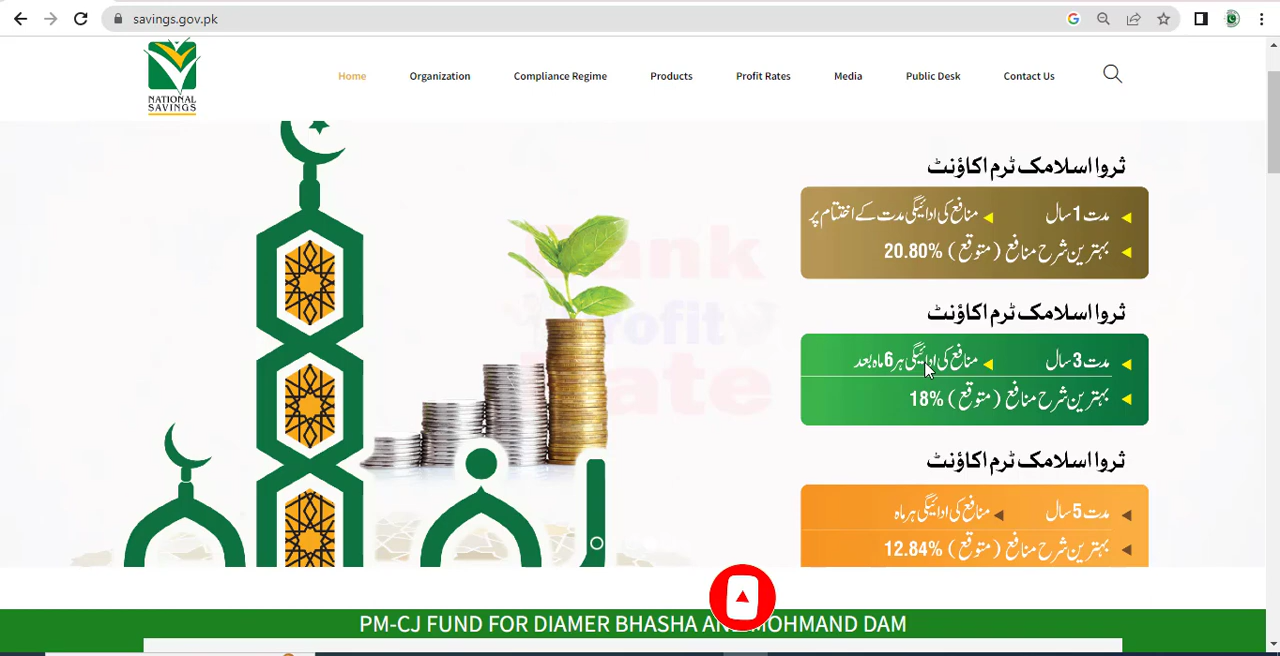 savings.gov.pk
NATIONAL
SAVINGS
Home Organization Compliance Regime Products Profit Rates Media Public Desk Contact Us
Bank
Profit
Rate
ثروا اسلامک ٹرم اکاؤنٹ
مدت 1 سال منافع کی ادائیگی مدت کے اختتام پر
بہترین شرح منافع (متوقع) 20.80%
ثروا اسلامک ٹرم اکاؤنٹ
مدت 3 سال منافع کی ادائیگی ہر 6 ماہ بعد
بہترین شرح منافع (متوقع) 18%
ثروا اسلامک ٹرم اکاؤنٹ
مدت 5 سال منافع کی ادائیگی ہر ماہ
بہترین شرح منافع (متوقع) 12.84%
PM-CJ FUND FOR DIAMER BHASHA AND MOHMAND DAM